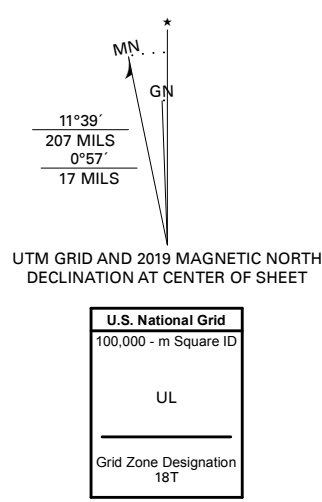 ★
MN
GN
11°39´
207 MILS
0°57´
17 MILS
UTM GRID AND 2019 MAGNETIC NORTH
DECLINATION AT CENTER OF SHEET
U.S. National Grid
100,000 - m Square ID
UL
Grid Zone Designation
18T